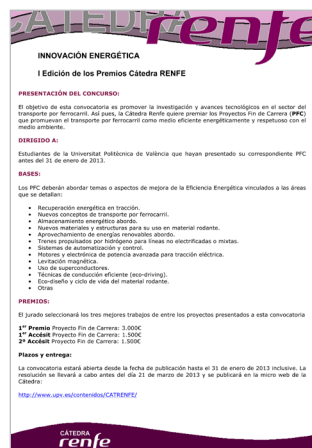 CÁTEDRA
renfe
INNOVACIÓN ENERGÉTICA
I Edición de los Premios Cátedra RENFE
PRESENTACIÓN DEL CONCURSO:
El objetivo de esta convocatoria es promover la investigación y avances tecnológicos en el sector del
transporte por ferrocarril. Así pues, la Cátedra Renfe quiere premiar los Proyectos Fin de Carrera (PFC)
que promuevan el transporte por ferrocarril como medio eficiente energéticamente y respetuoso con el
medio ambiente.
DIRIGIDO A:
Estudiantes de la Universitat Politècnica de València que hayan presentado su correspondiente PFC
antes del 31 de enero de 2013.
BASES:
Los PFC deberán abordar temas o aspectos de mejora de la Eficiencia Energética vinculados a las áreas
que se detallan:
• Recuperación energética en tracción.
• Nuevos conceptos de transporte por ferrocarril.
• Almacenamiento energético abordo.
• Nuevos materiales y estructuras para su uso en material rodante.
• Aprovechamiento de energías renovables abordo.
• Trenes propulsados por hidrógeno para líneas no electrificadas o mixtas.
• Sistemas de automatización y control.
• Motores y electrónica de potencia avanzada para tracción eléctrica.
• Levitación magnética.
• Uso de superconductores.
• Técnicas de conducción eficiente (eco-driving).
• Eco-diseño y ciclo de vida del material rodante.
• Otras
PREMIOS:
El jurado seleccionará los tres mejores trabajos de entre los proyectos presentados a esta convocatoria
1er Premio Proyecto Fin de Carrera: 3.000€
1er Accésit Proyecto Fin de Carrera: 1.500€
2º Accésit Proyecto Fin de Carrera: 1.500€
Plazos y entrega:
La convocatoria estará abierta desde la fecha de publicación hasta el 31 de enero de 2013 inclusive. La
resolución se llevará a cabo antes del día 21 de marzo de 2013 y se publicará en la micro web de la
Cátedra:
http://www.upv.es/contenidos/CATRENFE/
CÁTEDRA
renfe